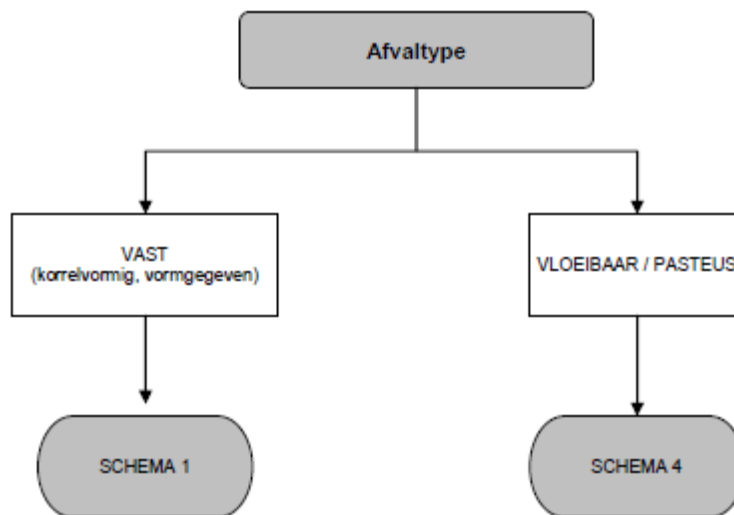 Afvaltype
VAST
(korrelvormig, vormgegeven)
VLOEIBAAR / PASTEUS
SCHEMA 1
SCHEMA 4